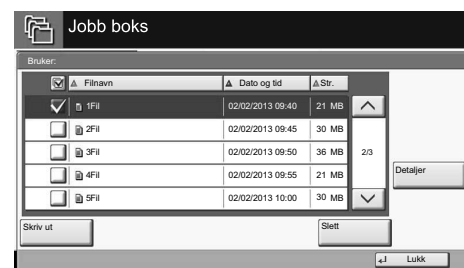 Jobb boks
Bruker:
Filnavn Dato og tid Str.
1Fil 02/02/2013 09:40 21 MB
2Fil 02/02/2013 09:45 30 MB
3Fil 02/02/2013 09:50 36 MB 2/3
4Fil 02/02/2013 09:55 21 MB
Detaljer
5Fil 02/02/2013 10:00 30 MB
Skriv ut Slett
Lukk